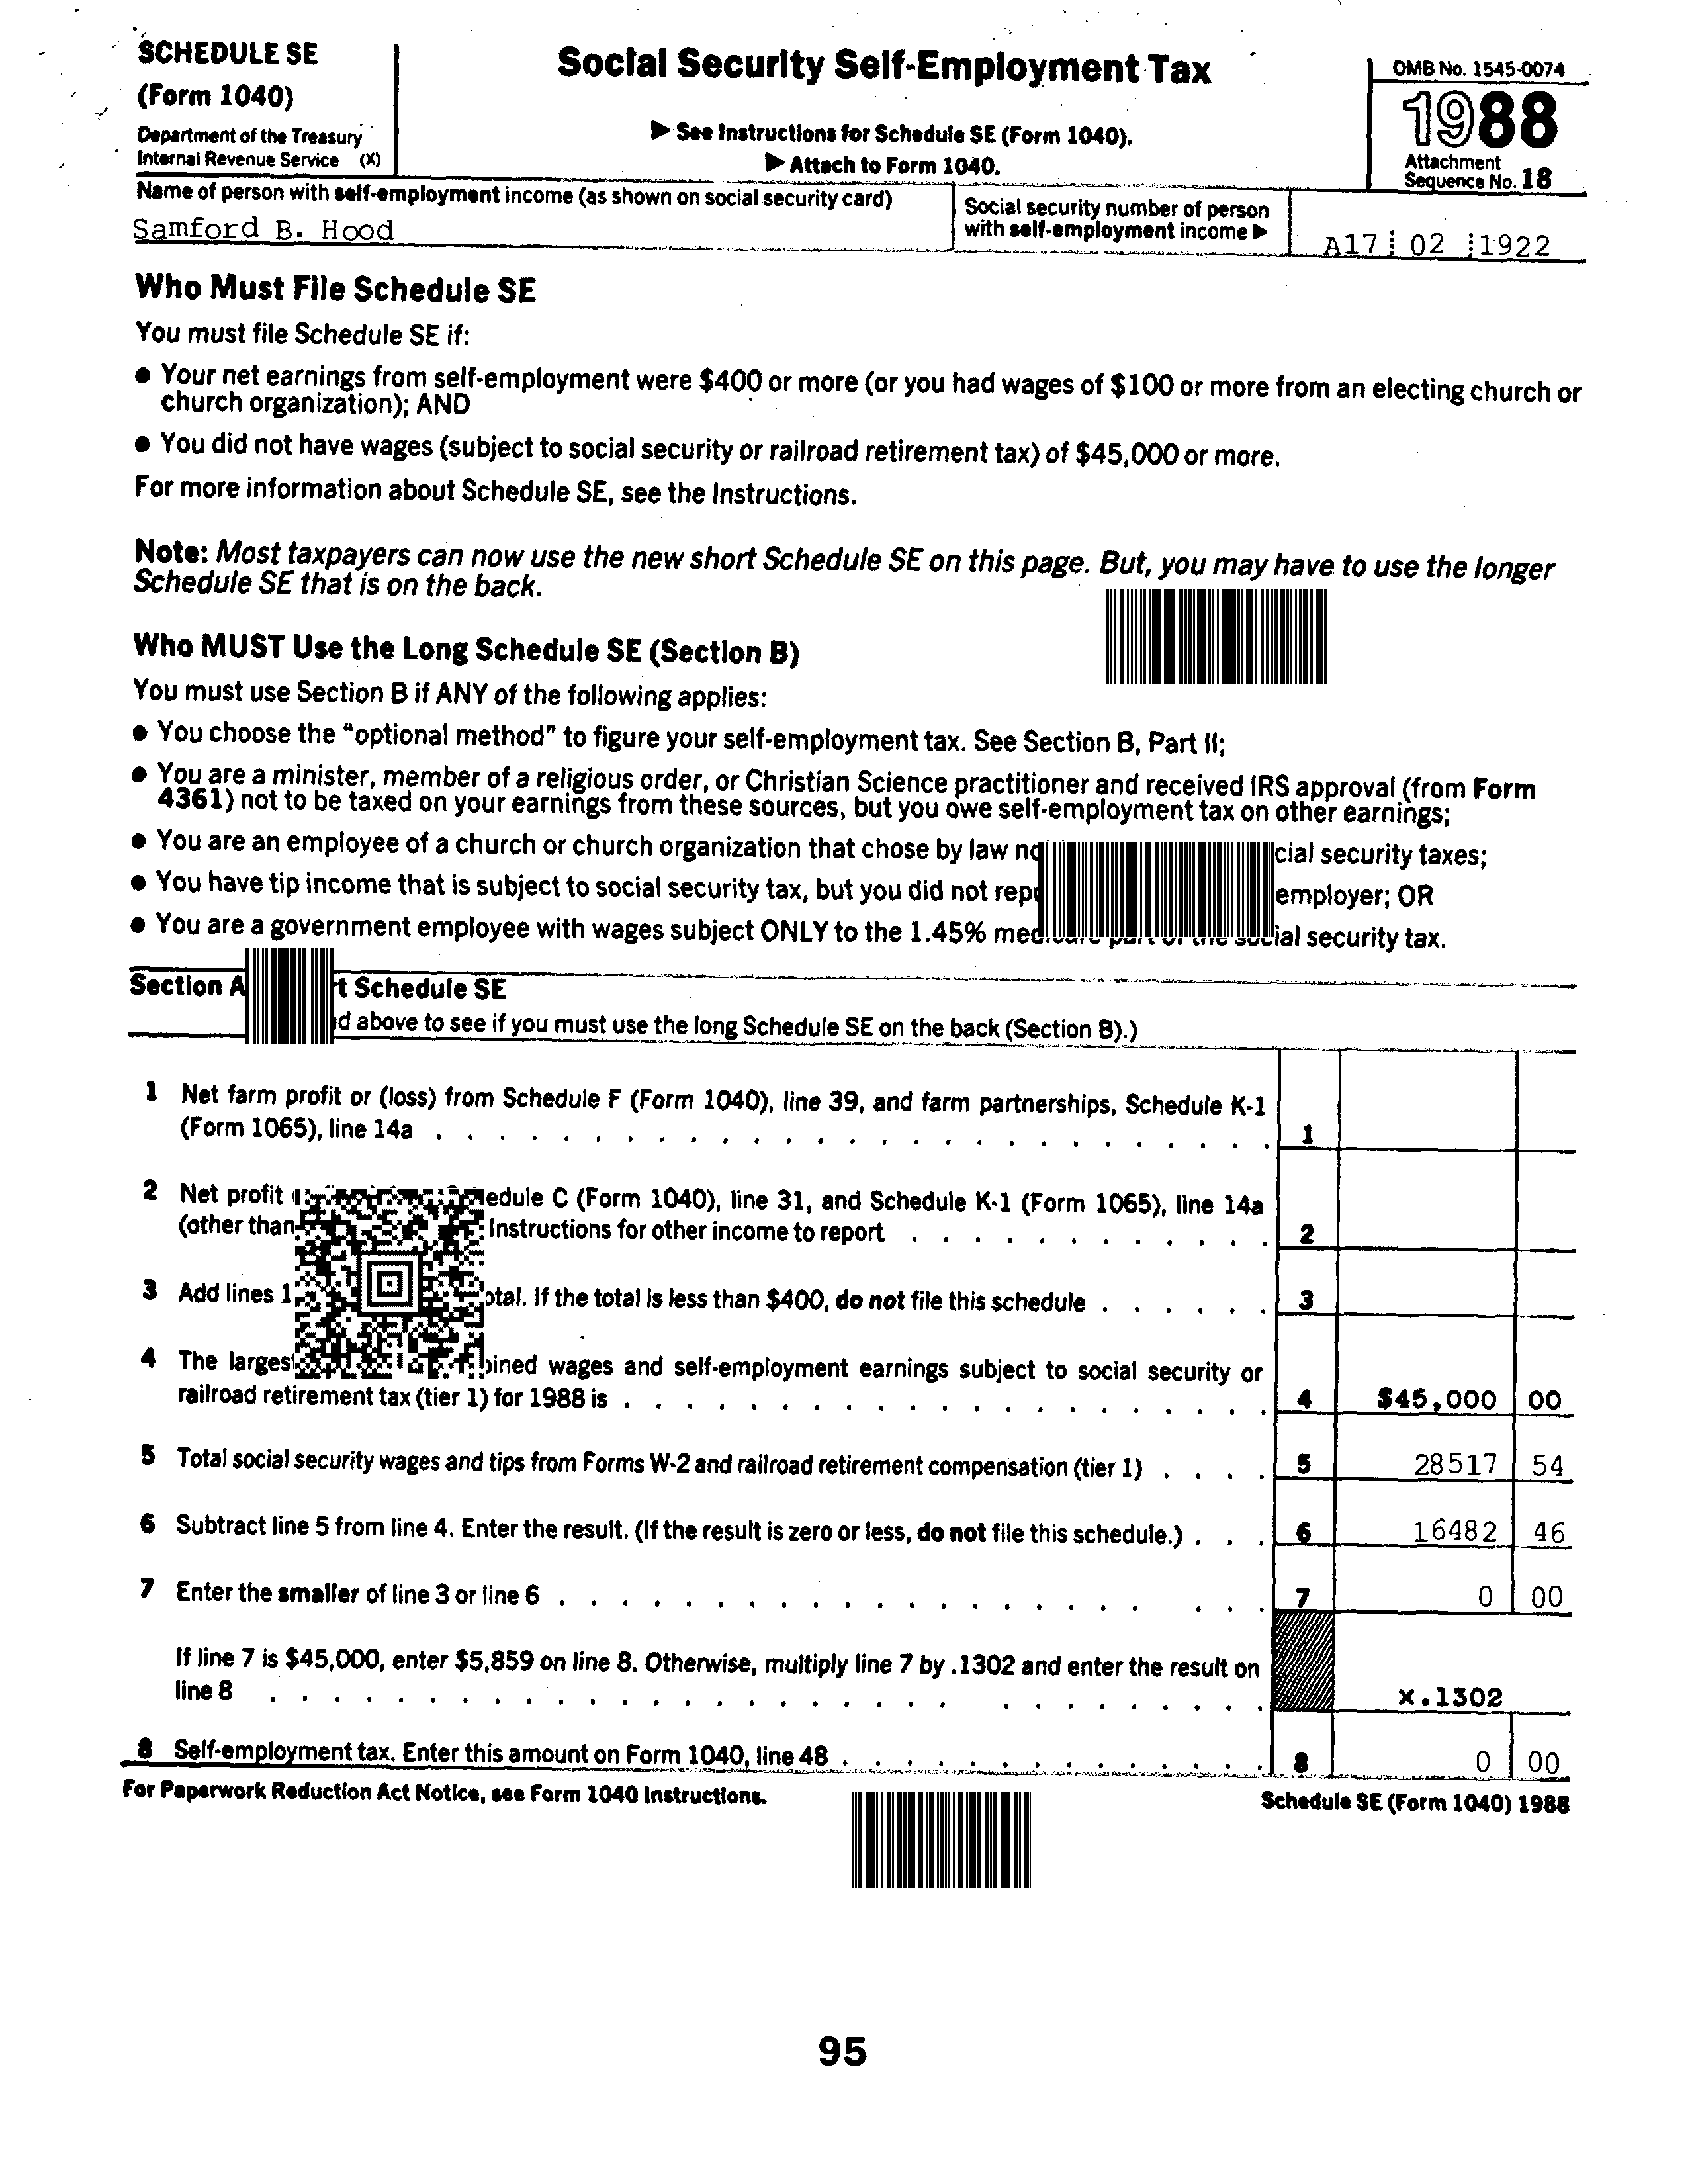 SCHEDULE SE
(Form 1040)
Department of the Treasury
Internal Revenue Service (X)
Social Security Self-Employment Tax
▶ See Instructions for Schedule SE (Form 1040).
▶ Attach to Form 1040.
OMB No. 1545-0074
1988
Attachment
Sequence No. 18
Name of person with self-employment income (as shown on social security card)
Samford B. Hood
Social security number of person
with self-employment income ▶
A17 02 1922
Who Must File Schedule SE
You must file Schedule SE if:
● Your net earnings from self-employment were $400 or more (or you had wages of $100 or more from an electing church or
church organization); AND
● You did not have wages (subject to social security or railroad retirement tax) of $45,000 or more.
For more information about Schedule SE, see the Instructions.
Note: Most taxpayers can now use the new short Schedule SE on this page. But, you may have to use the longer
Schedule SE that is on the back.
Who MUST Use the Long Schedule SE (Section B)
You must use Section B if ANY of the following applies:
● You choose the "optional method" to figure your self-employment tax. See Section B, Part II;
● You are a minister, member of a religious order, or Christian Science practitioner and received IRS approval (from Form
4361) not to be taxed on your earnings from these sources, but you owe self-employment tax on other earnings;
● You are an employee of a church or church organization that chose by law cial security taxes;
● You have tip income that is subject to social security tax, but you did not employer; OR
● You are a government employee with wages subject ONLY to the 1.45% ial security tax.
Section A t Schedule SE
d above to see if you must use the long Schedule SE on the back (Section B).)
1 Net farm profit or (loss) from Schedule F (Form 1040), line 39, and farm partnerships, Schedule K-1
(Form 1065), line 14a . . . 1
2 Net profit edule C (Form 1040), line 31, and Schedule K-1 (Form 1065), line 14a
(other than Instructions for other income to report . . . 2
3 Add lines 1 otal. If the total is less than $400, do not file this schedule . . . 3
4 The larges ined wages and self-employment earnings subject to social security or
railroad retirement tax (tier 1) for 1988 is . . . 4 $45,000 00
5 Total social security wages and tips from Forms W-2 and railroad retirement compensation (tier 1) . . . 5 28517 54
6 Subtract line 5 from line 4. Enter the result. (If the result is zero or less, do not file this schedule.) . . . 6 16482 46
7 Enter the smaller of line 3 or line 6 . . . 7 0 00
If line 7 is $45,000, enter $5,859 on line 8. Otherwise, multiply line 7 by .1302 and enter the result on
line 8 . . . x.1302
8 Self-employment tax. Enter this amount on Form 1040, line 48 . . . 8 0 00
For Paperwork Reduction Act Notice, see Form 1040 Instructions.
Schedule SE (Form 1040) 1988
95